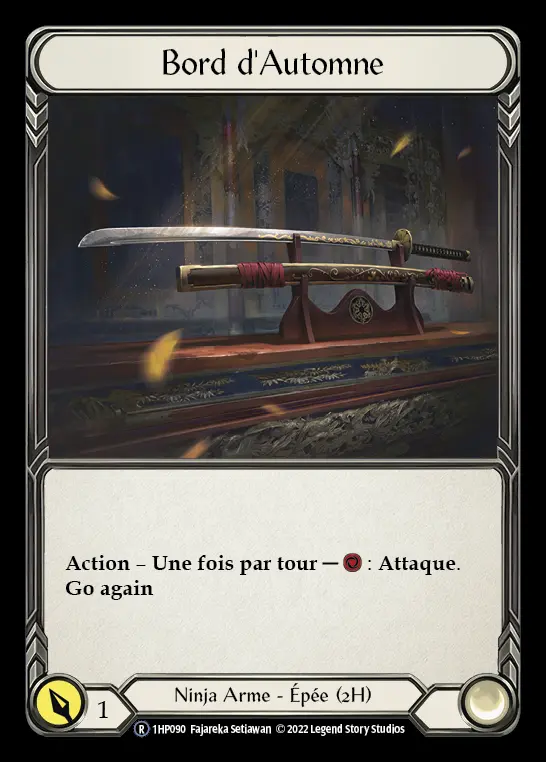 Bord d'Automne
Action – Une fois par tour — : Attaque.
Go again
1
Ninja Arme - Épée (2H)
R 1HP090 Fajareka Setiawan © 2022 Legend Story Studios